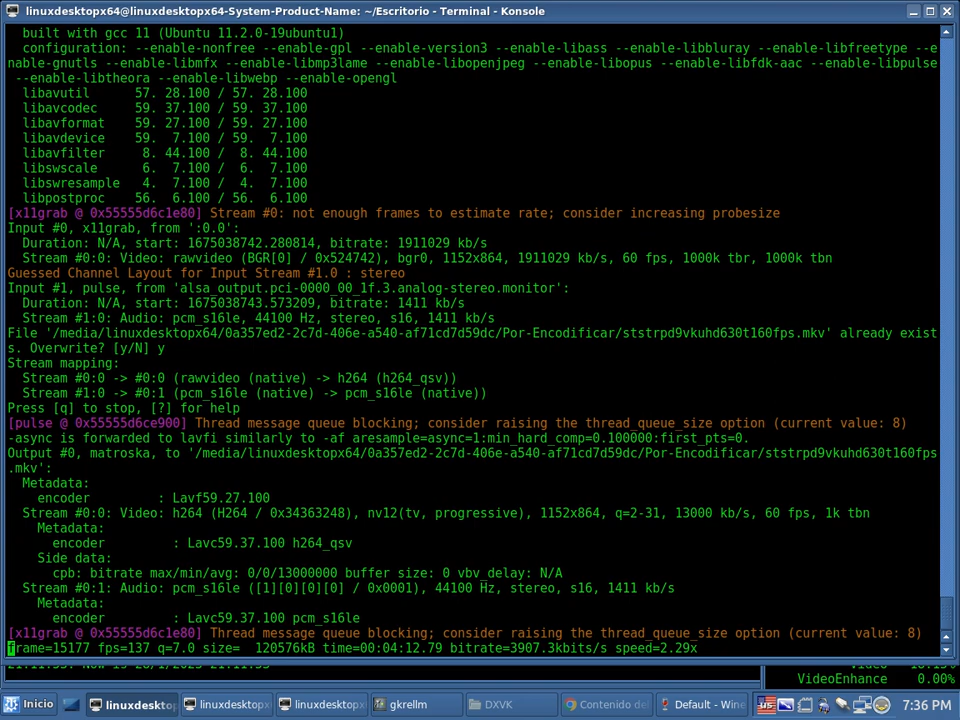 linuxdesktopx64@linuxdesktopx64-System-Product-Name: ~/Escritorio - Terminal - Konsole
built with gcc 11 (Ubuntu 11.2.0-19ubuntu1)
configuration: --enable-nonfree --enable-gpl --enable-version3 --enable-libass --enable-libbluray --enable-libfreetype --e
nable-gnutls --enable-libmfx --enable-libmp3lame --enable-libopenjpeg --enable-libopus --enable-libfdk-aac --enable-libpulse
--enable-libtheora --enable-libwebp --enable-opengl
libavutil      57. 28.100 / 57. 28.100
libavcodec     59. 37.100 / 59. 37.100
libavformat    59. 27.100 / 59. 27.100
libavdevice    59.  7.100 / 59.  7.100
libavfilter     8. 44.100 /  8. 44.100
libswscale      6.  7.100 /  6.  7.100
libswresample   4.  7.100 /  4.  7.100
libpostproc    56.  6.100 / 56.  6.100
[x11grab @ 0x55555d6c1e80] Stream #0: not enough frames to estimate rate; consider increasing probesize
Input #0, x11grab, from ':0.0':
Duration: N/A, start: 1675038742.280814, bitrate: 1911029 kb/s
Stream #0:0: Video: rawvideo (BGR[0] / 0x524742), bgr0, 1152x864, 1911029 kb/s, 60 fps, 1000k tbr, 1000k tbn
Guessed Channel Layout for Input Stream #1.0 : stereo
Input #1, pulse, from 'alsa_output.pci-0000_00_1f.3.analog-stereo.monitor':
Duration: N/A, start: 1675038743.573209, bitrate: 1411 kb/s
Stream #1:0: Audio: pcm_s16le, 44100 Hz, stereo, s16, 1411 kb/s
File '/media/linuxdesktopx64/0a357ed2-2c7d-406e-a540-af71cd7d59dc/Por-Encodificar/ststrpd9vkuhd630t160fps.mkv' already exist
s. Overwrite? [y/N] y
Stream mapping:
Stream #0:0 -> #0:0 (rawvideo (native) -> h264 (h264_qsv))
Stream #1:0 -> #0:1 (pcm_s16le (native) -> pcm_s16le (native))
Press [q] to stop, [?] for help
[pulse @ 0x55555d6ce900] Thread message queue blocking; consider raising the thread_queue_size option (current value: 8)
-async is forwarded to lavfi similarly to -af aresample=async=1:min_hard_comp=0.100000:first_pts=0.
Output #0, matroska, to '/media/linuxdesktopx64/0a357ed2-2c7d-406e-a540-af71cd7d59dc/Por-Encodificar/ststrpd9vkuhd630t160fps
.mkv':
Metadata:
encoder         : Lavf59.27.100
Stream #0:0: Video: h264 (H264 / 0x34363248), nv12(tv, progressive), 1152x864, q=2-31, 13000 kb/s, 60 fps, 1k tbn
Metadata:
encoder         : Lavc59.37.100 h264_qsv
Side data:
cpb: bitrate max/min/avg: 0/0/13000000 buffer size: 0 vbv_delay: N/A
Stream #0:1: Audio: pcm_s16le ([1][0][0][0] / 0x0001), 44100 Hz, stereo, s16, 1411 kb/s
Metadata:
encoder         : Lavc59.37.100 pcm_s16le
[x11grab @ 0x55555d6c1e80] Thread message queue blocking; consider raising the thread_queue_size option (current value: 8)
frame=15177 fps=137 q=7.0 size=  120576kB time=00:04:12.79 bitrate=3907.3kbits/s speed=2.29x
VideoEnhance 0.00%
Inicio
linuxdesktop
linuxdesktopx
linuxdesktopx
gkrellm
DXVK
Contenido de
Default - Wine
US
7:36 PM